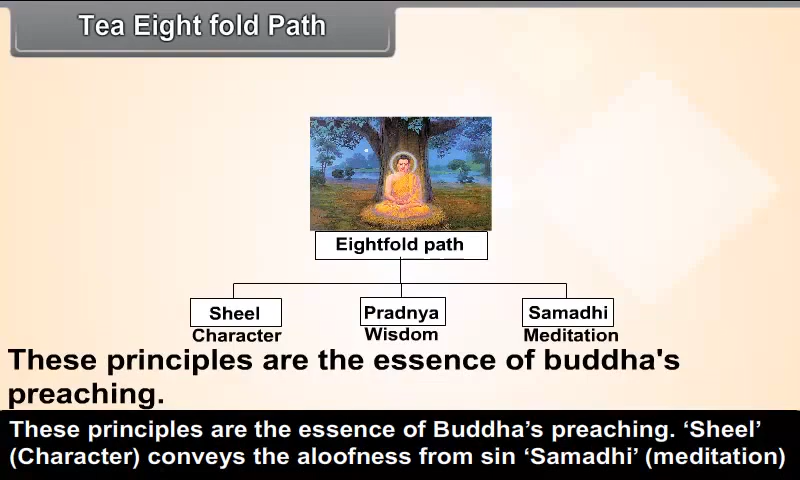 Tea Eight fold Path
Eightfold path
Sheel
Character
Pradnya
Wisdom
Samadhi
Meditation
These principles are the essence of buddha's
preaching.
These principles are the essence of Buddha’s preaching. ‘Sheel’
(Character) conveys the aloofness from sin ‘Samadhi’ (meditation)